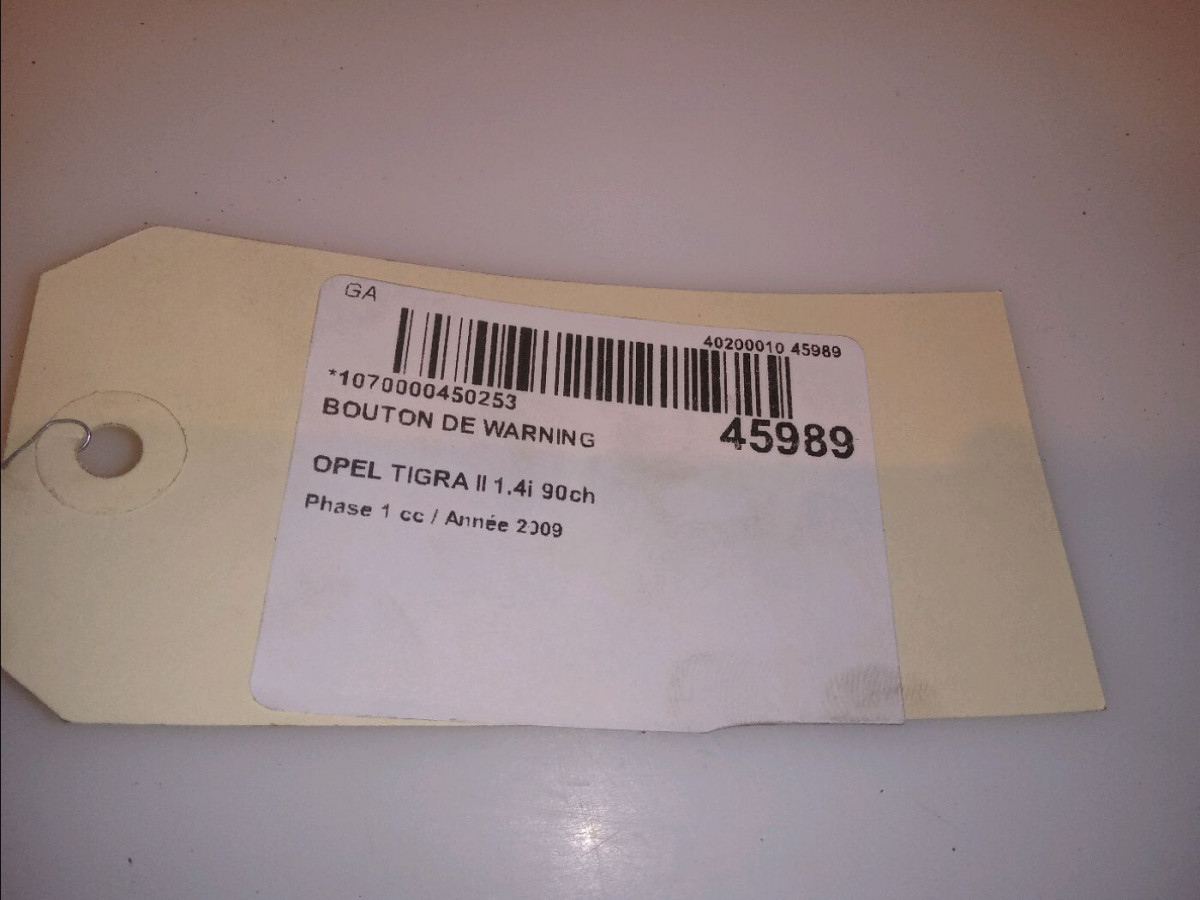 GA
40200010 45989
*1070000450253
BOUTON DE WARNING
45989
OPEL TIGRA II 1.4i 90ch
Phase 1 cc / Année 2009